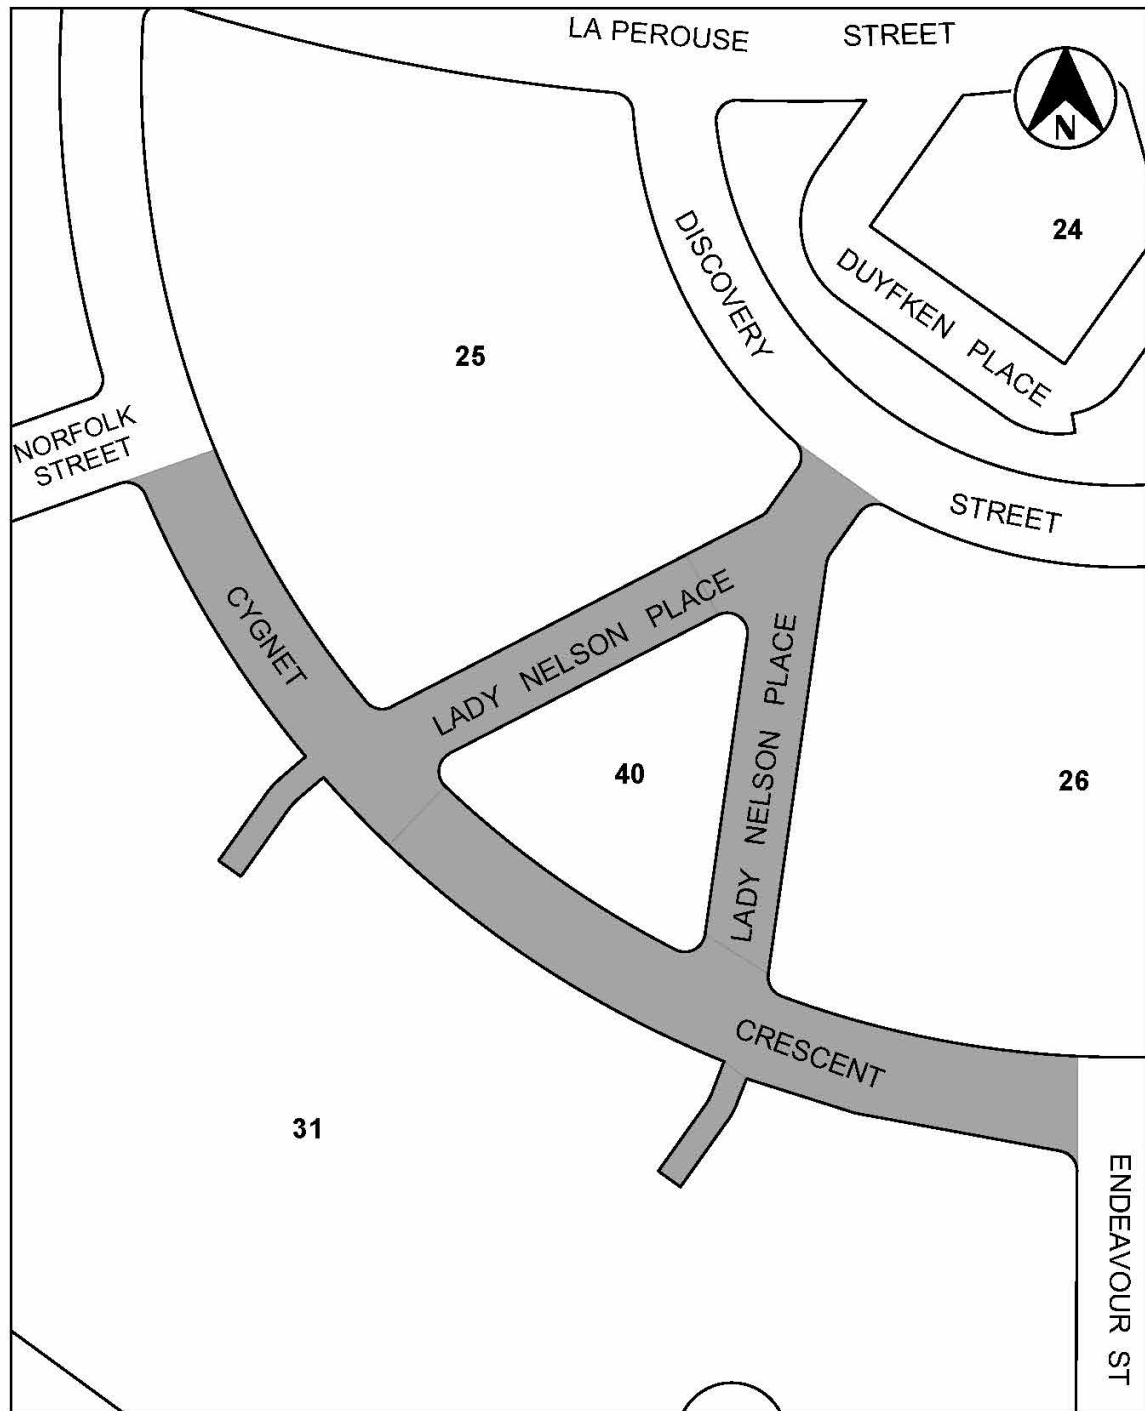 LA PEROUSE STREET
N
24
DISCOVERY
DUYFKEN PLACE
25
NORFOLK
STREET
STREET
CYGNET
LADY NELSON PLACE
LADY NELSON PLACE
40
26
CRESCENT
31
ENDEAVOUR ST